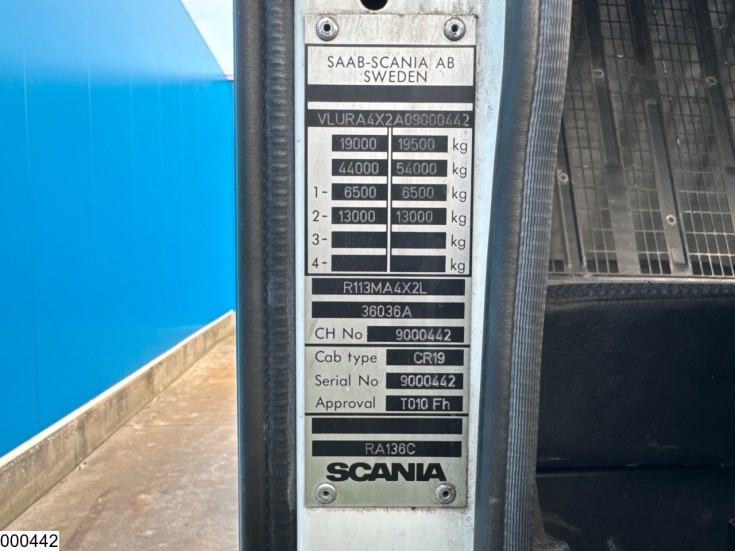 SAAB-SCANIA AB
SWEDEN
VLURA4X2A09000442
19000 19500 kg
44000 54000 kg
1- 6500 6500 kg
2- 13000 13000 kg
3- kg
4- kg
R113MA4X2L
36036A
CH No 9000442
Cab type CR19
Serial No 9000442
Approval T010 Fh
RA136C
SCANIA
000442